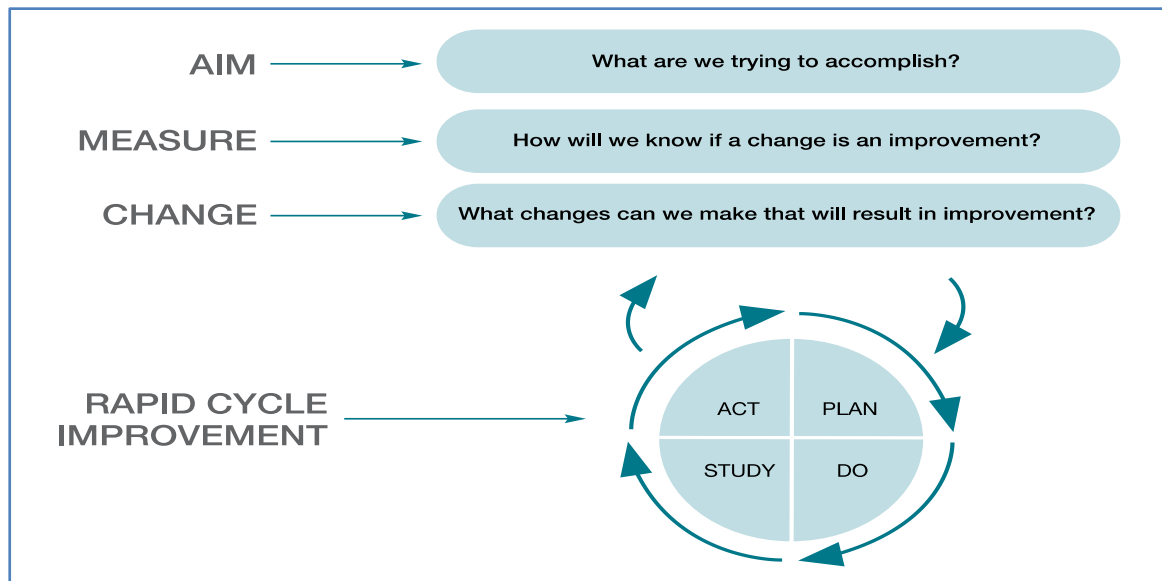 AIM
What are we trying to accomplish?
MEASURE
How will we know if a change is an improvement?
CHANGE
What changes can we make that will result in improvement?
RAPID CYCLE
IMPROVEMENT
ACT
PLAN
STUDY
DO